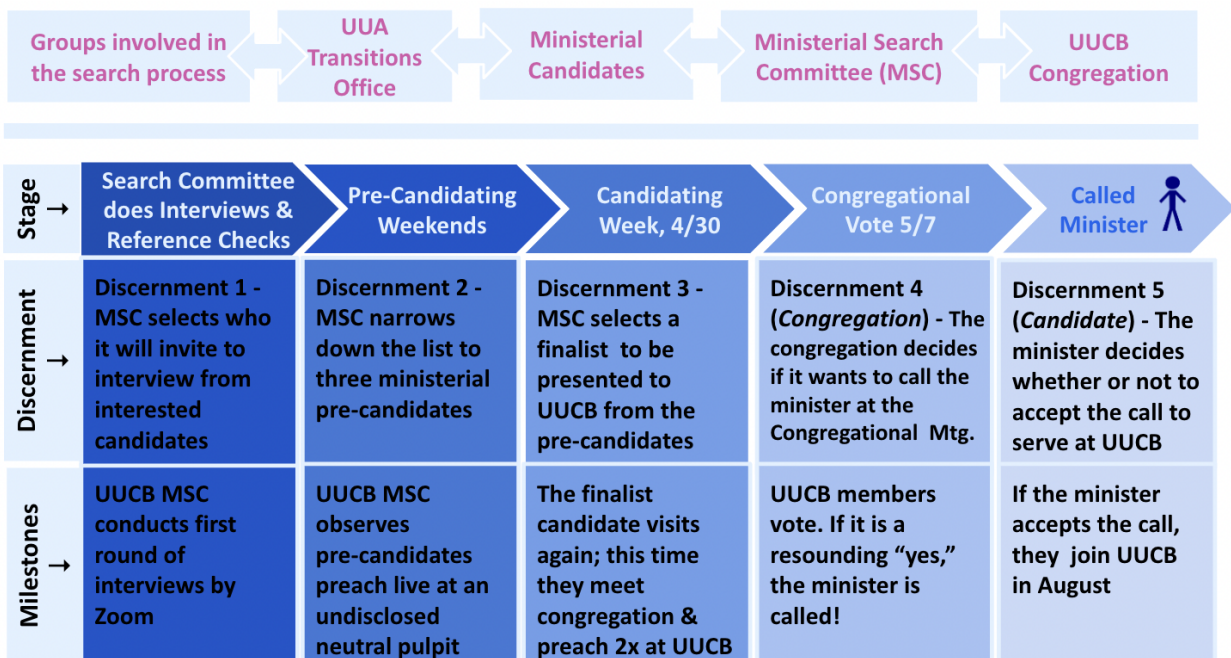 Groups involved in
the search process
UUA
Transitions
Office
Ministerial
Candidates
Ministerial Search
Committee (MSC)
UUCB
Congregation
Stage →
Search Committee
does Interviews &
Reference Checks
Pre-Candidating
Weekends
Candidating
Week, 4/30
Congregational
Vote 5/7
Called
Minister
Discernment →
Discernment 1 -
MSC selects who
it will invite to
interview from
interested
candidates
Discernment 2 -
MSC narrows
down the list to
three ministerial
pre-candidates
Discernment 3 -
MSC selects a
finalist to be
presented to
UUCB from the
pre-candidates
Discernment 4
(Congregation) - The
congregation decides
if it wants to call the
minister at the
Congregational Mtg.
Discernment 5
(Candidate) - The
minister decides
whether or not to
accept the call to
serve at UUCB
Milestones →
UUCB MSC
conducts first
round of
interviews by
Zoom
UUCB MSC
observes
pre-candidates
preach live at an
undisclosed
neutral pulpit
The finalist
candidate visits
again; this time
they meet
congregation &
preach 2x at UUCB
UUCB members
vote. If it is a
resounding “yes,”
the minister is
called!
If the minister
accepts the call,
they join UUCB
in August